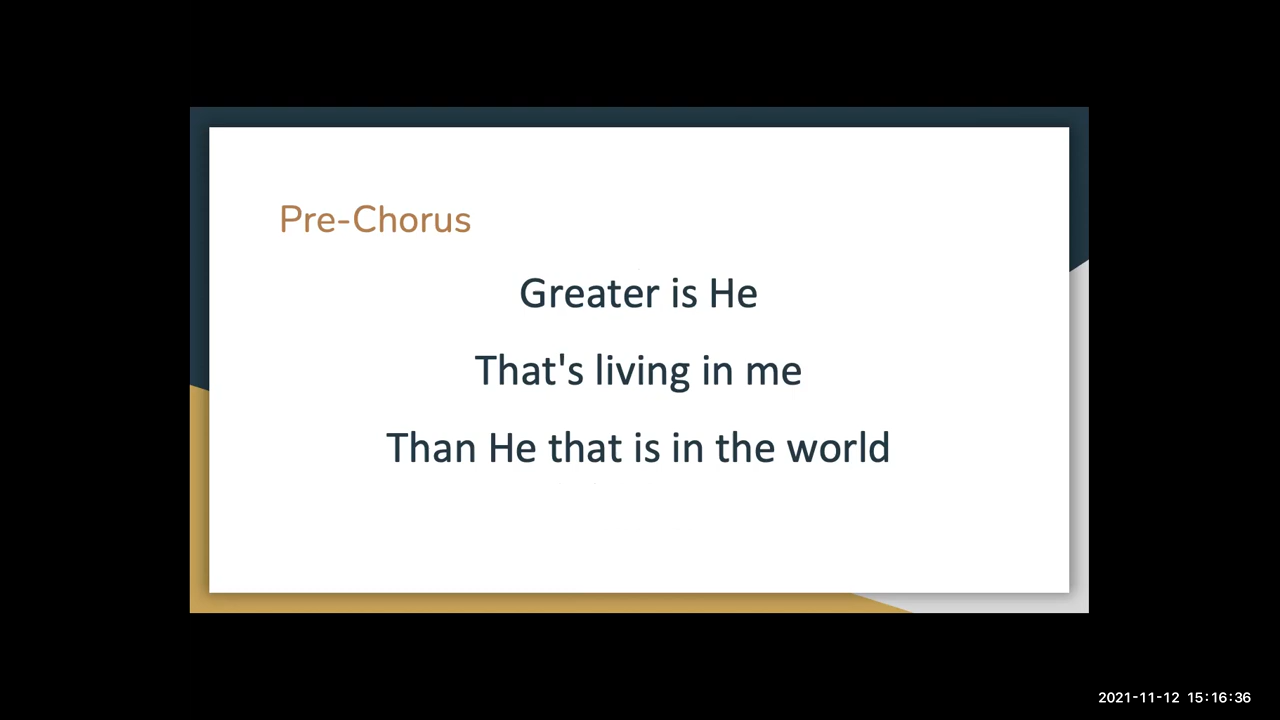 Pre-Chorus
Greater is He
That's living in me
Than He that is in the world
2021-11-12 15:16:36